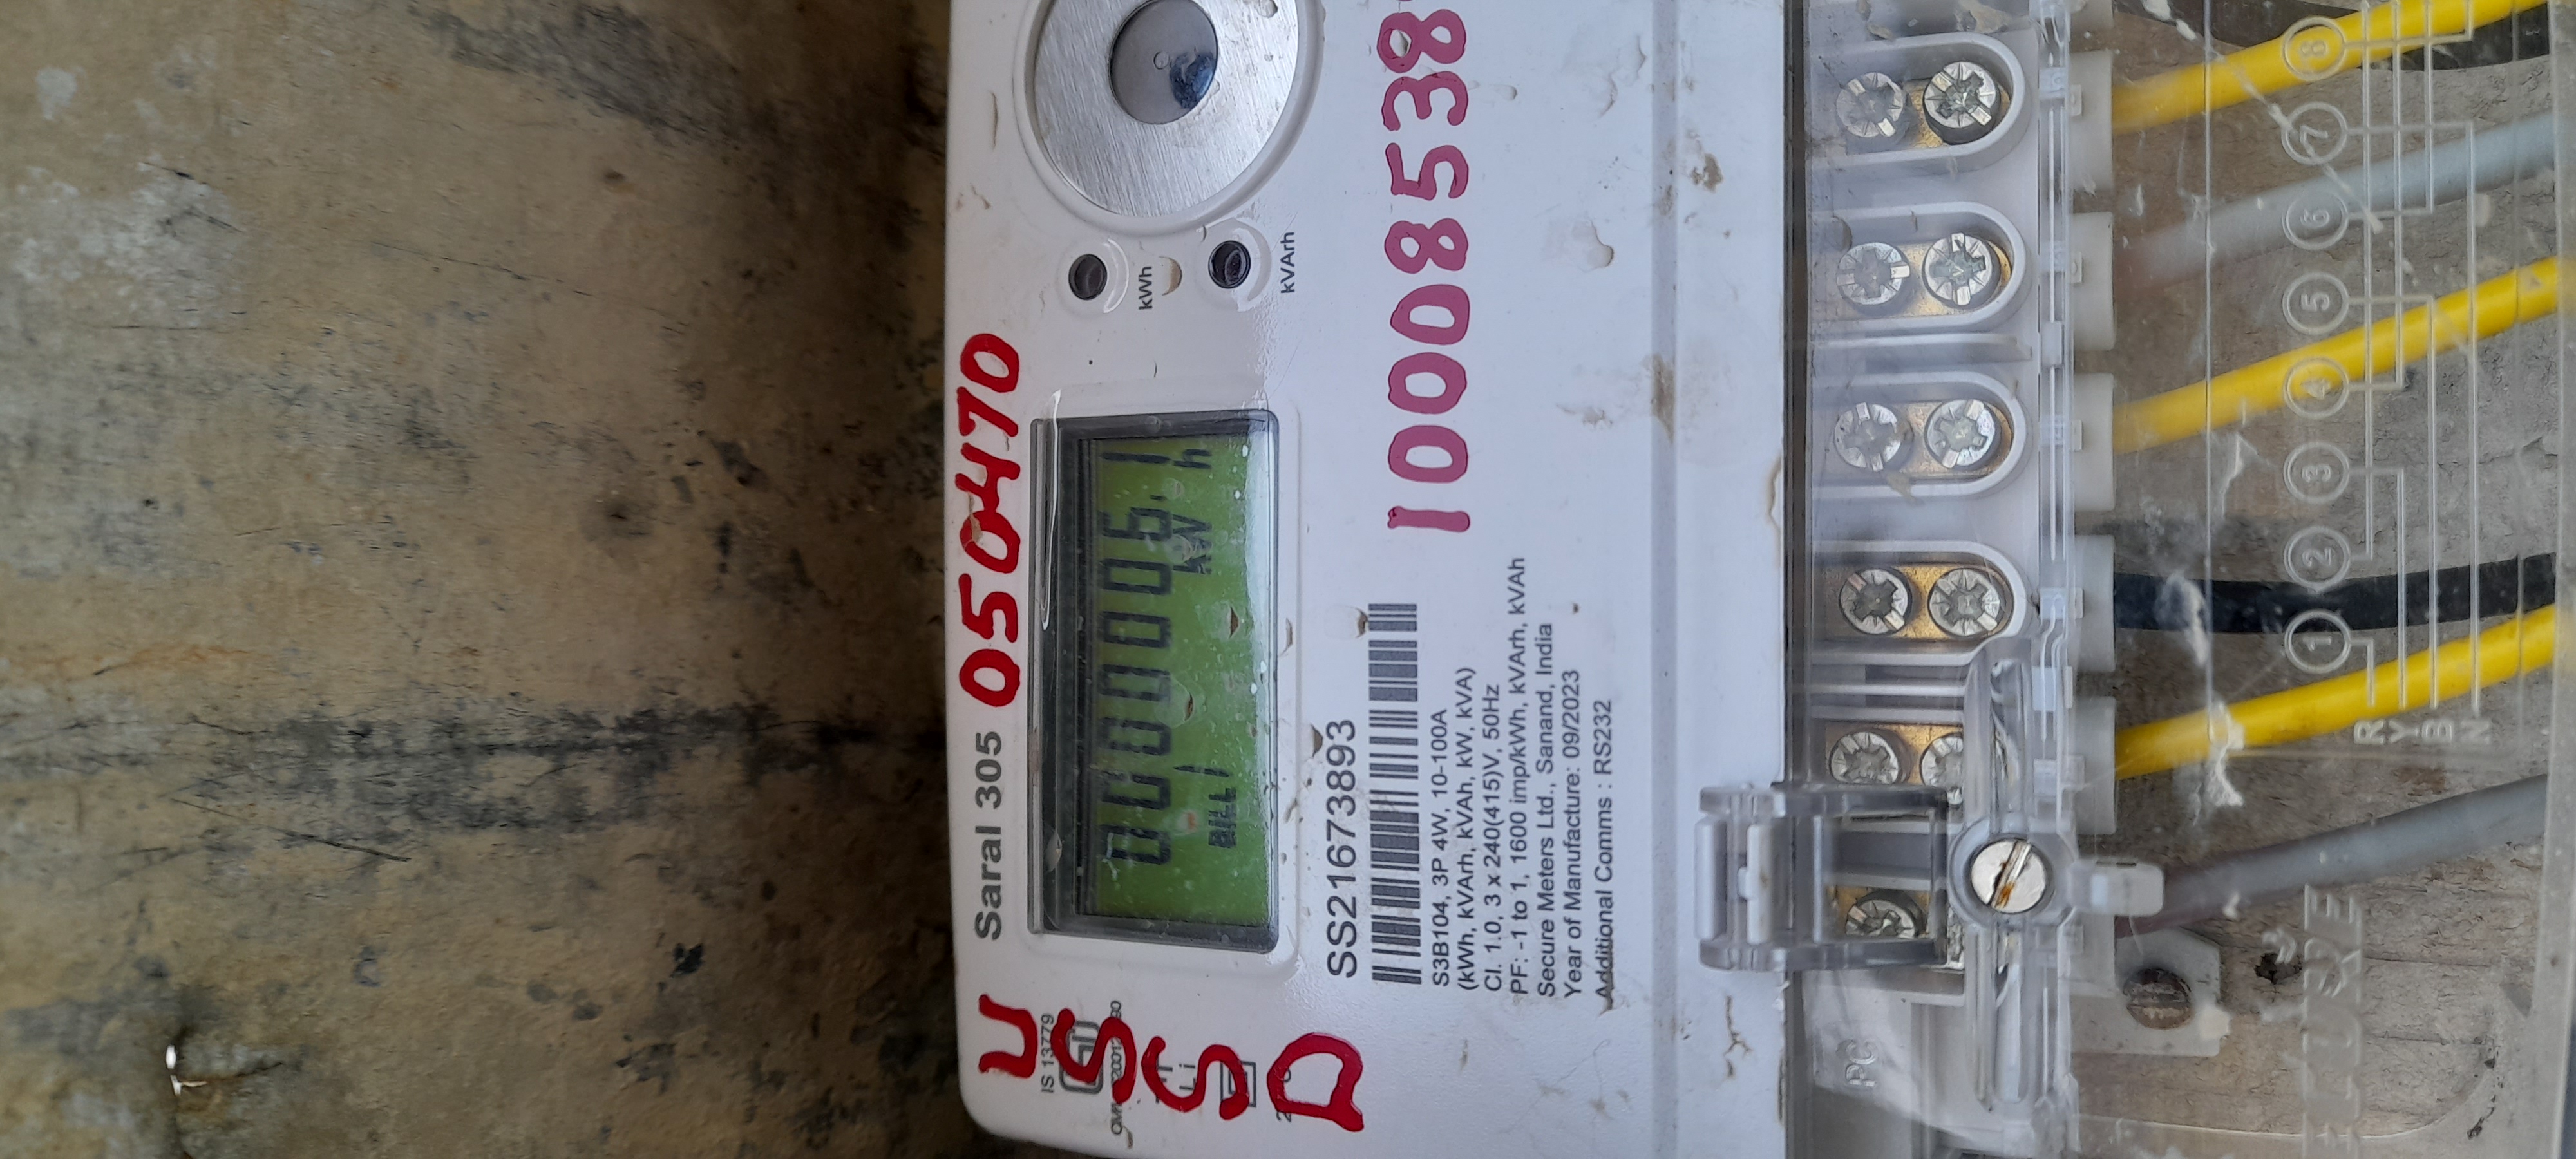 Saral 305
050470
kWh
kVArh
0000006.1
kWh
BILL 1
SS21673893
S3B104, 3P 4W, 10-100A
(kWh, kVArh, kVAh, kW, kVA)
Cl. 1.0, 3 x 240(415)V, 50Hz
PF: -1 to 1, 1600 imp/kWh, kVArh, kVAh
Secure Meters Ltd., Sanand, India
Year of Manufacture: 09/2023
Additional Comms : RS232
10008538
IS 13779
USSD
1 2 3 4 5 6 7 8
R
Y
B
N